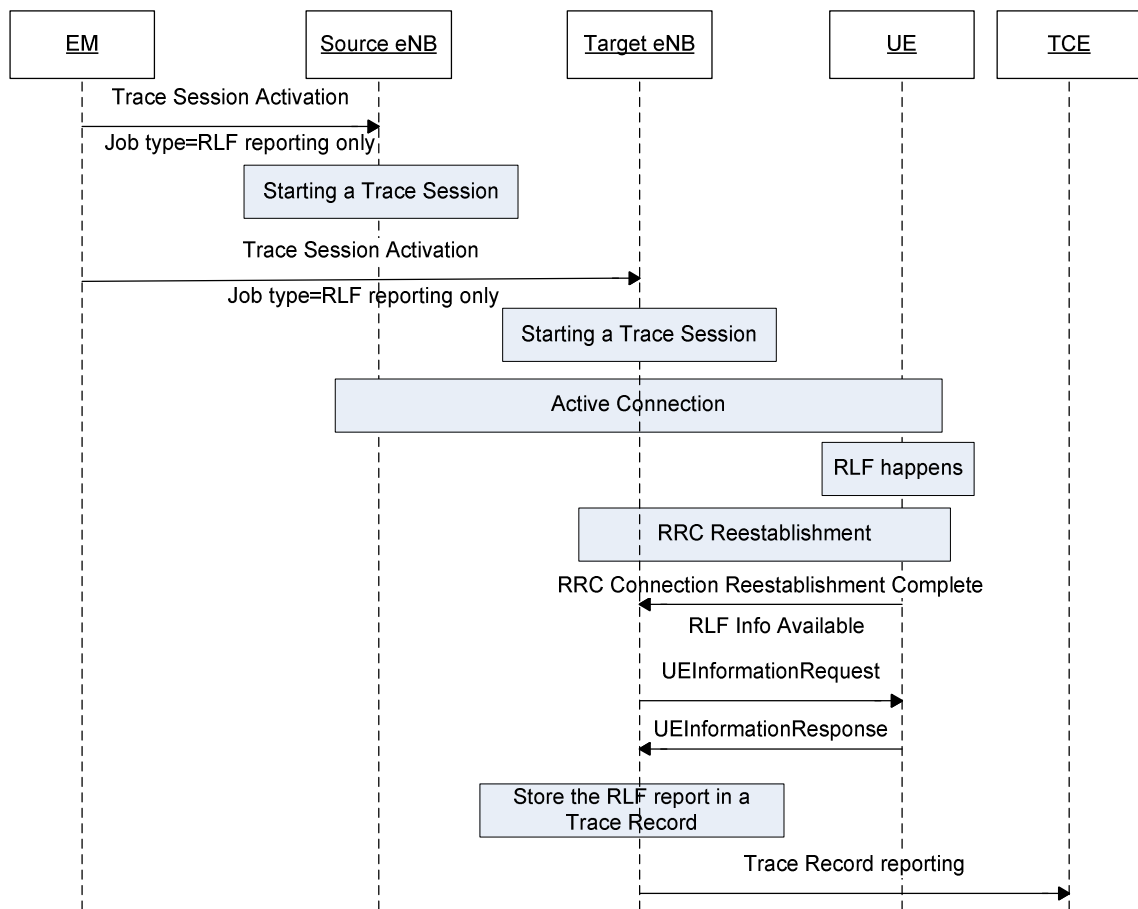 EM
Source eNB
Target eNB
UE
TCE
Trace Session Activation
Job type=RLF reporting only
Starting a Trace Session
Trace Session Activation
Job type=RLF reporting only
Starting a Trace Session
Active Connection
RLF happens
RRC Reestablishment
RRC Connection Reestablishment Complete
RLF Info Available
UEInformationRequest
UEInformationResponse
Store the RLF report in a
Trace Record
Trace Record reporting